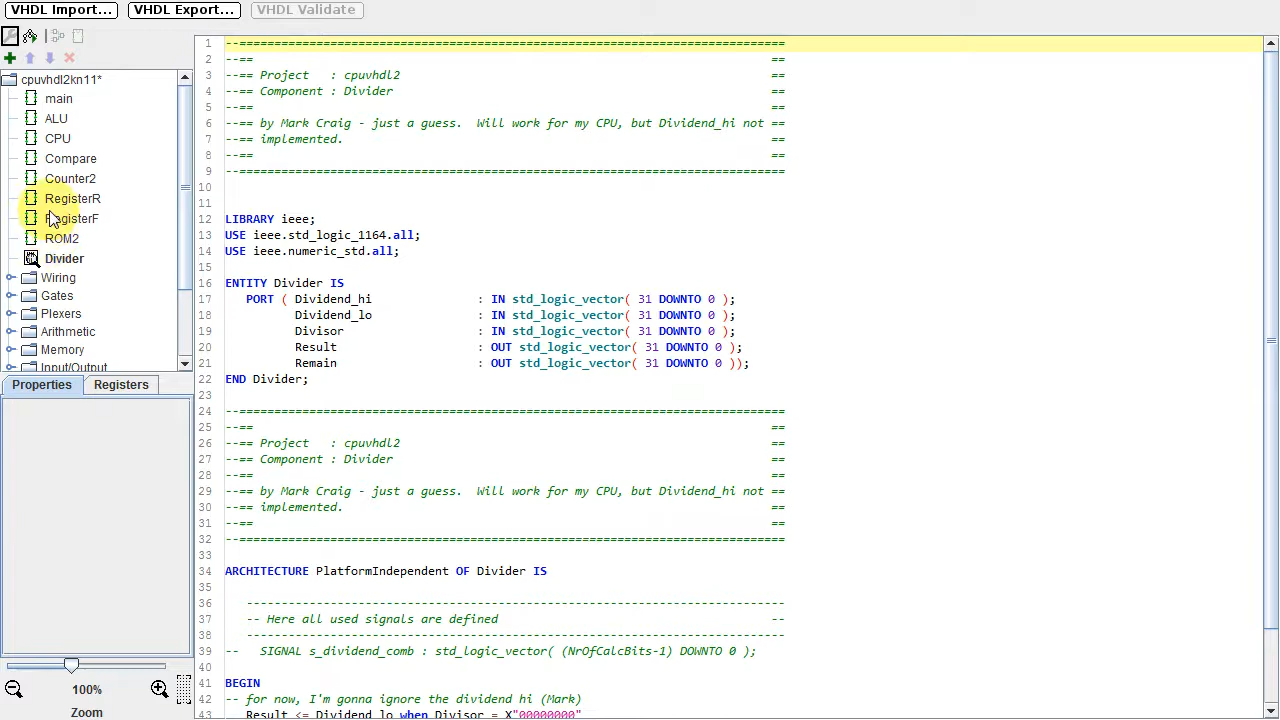 VHDL Import...
VHDL Export...
VHDL Validate
cpuvhdl2kn11*
main
ALU
CPU
Compare
Counter2
RegisterR
RegisterF
ROM2
Divider
Wiring
Gates
Plexers
Arithmetic
Memory
Input/Output
Properties
Registers
100%
Zoom
1 --==============================================================================
2 --== ==
3 --== Project : cpuvhdl2 ==
4 --== Component : Divider ==
5 --== ==
6 --== by Mark Craig - just a guess. Will work for my CPU, but Dividend_hi not ==
7 --== implemented. ==
8 --== ==
9 --==============================================================================
10
11
12 LIBRARY ieee;
13 USE ieee.std_logic_1164.all;
14 USE ieee.numeric_std.all;
15
16 ENTITY Divider IS
17 PORT ( Dividend_hi : IN std_logic_vector( 31 DOWNTO 0 );
18 Dividend_lo : IN std_logic_vector( 31 DOWNTO 0 );
19 Divisor : IN std_logic_vector( 31 DOWNTO 0 );
20 Result : OUT std_logic_vector( 31 DOWNTO 0 );
21 Remain : OUT std_logic_vector( 31 DOWNTO 0 ));
22 END Divider;
23
24 --==============================================================================
25 --== ==
26 --== Project : cpuvhdl2 ==
27 --== Component : Divider ==
28 --== ==
29 --== by Mark Craig - just a guess. Will work for my CPU, but Dividend_hi not ==
30 --== implemented. ==
31 --== ==
32 --==============================================================================
33
34 ARCHITECTURE PlatformIndependent OF Divider IS
35
36 -----------------------------------------------------------------------------
37 -- Here all used signals are defined --
38 -----------------------------------------------------------------------------
39 -- SIGNAL s_dividend_comb : std_logic_vector( (NrOfCalcBits-1) DOWNTO 0 );
40
41 BEGIN
42 -- for now, I'm gonna ignore the dividend hi (Mark)
43 Result <= Dividend_lo when Divisor = X"00000000"